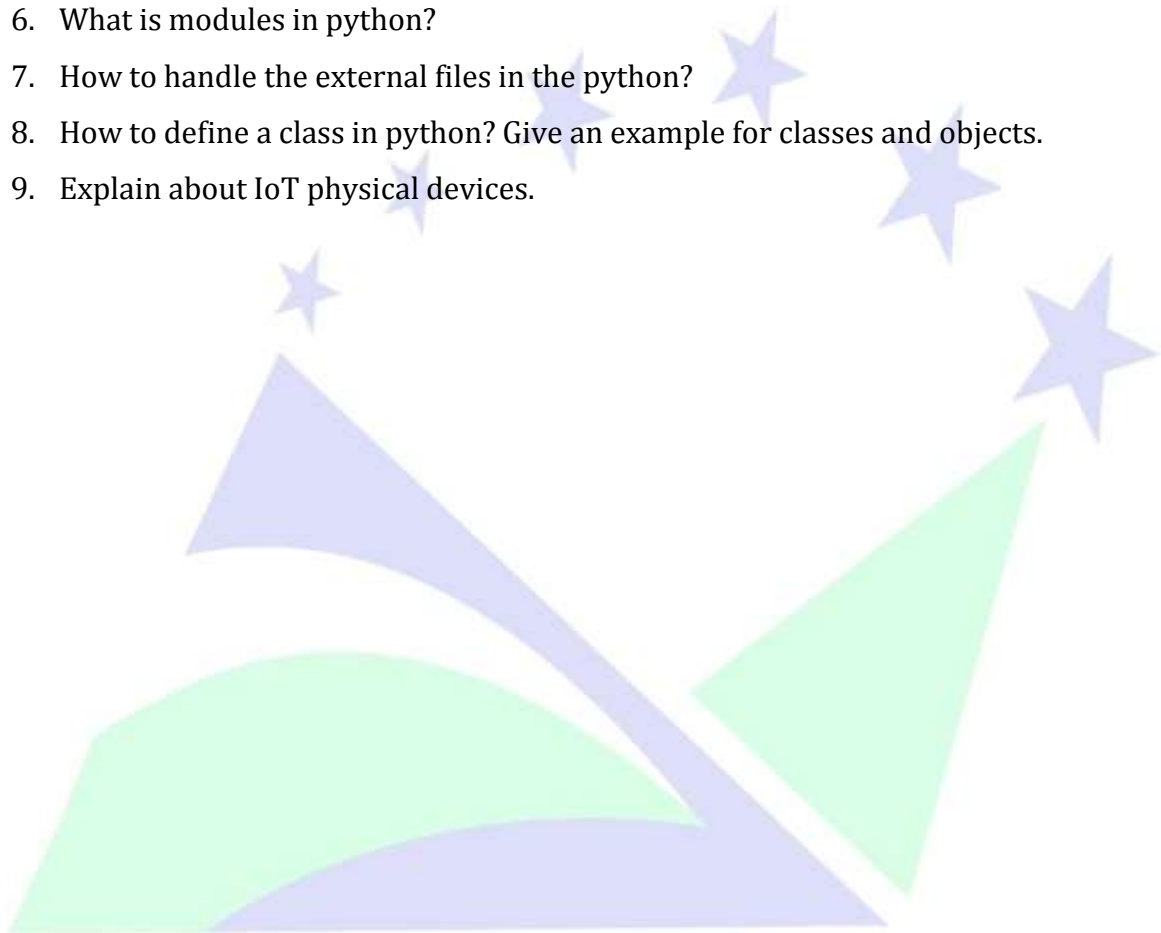 6. What is modules in python?
7. How to handle the external files in the python?
8. How to define a class in python? Give an example for classes and objects.
9. Explain about IoT physical devices.